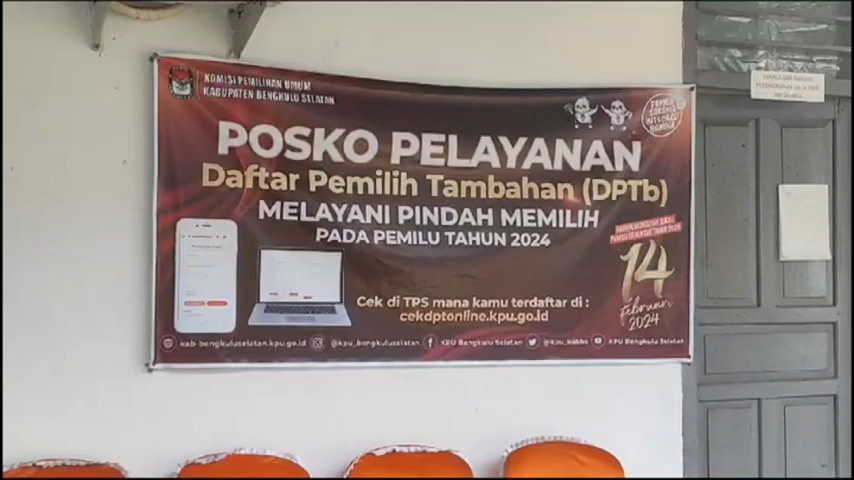 KOMISI PEMILIHAN UMUM
KABUPATEN BENGKULU SELATAN
POSKO PELAYANAN
Daftar Pemilih Tambahan (DPTb)
MELAYANI PINDAH MEMILIH
PADA PEMILU TAHUN 2024
14
Februari
2024
Cek di TPS mana kamu terdaftar di :
cekdptonline.kpu.go.id
kab-bengkuluselatan.kpu.go.id
@kpu_bengkuluselatan
KPU Bengkulu Selatan
KPU Bengkulu Selatan